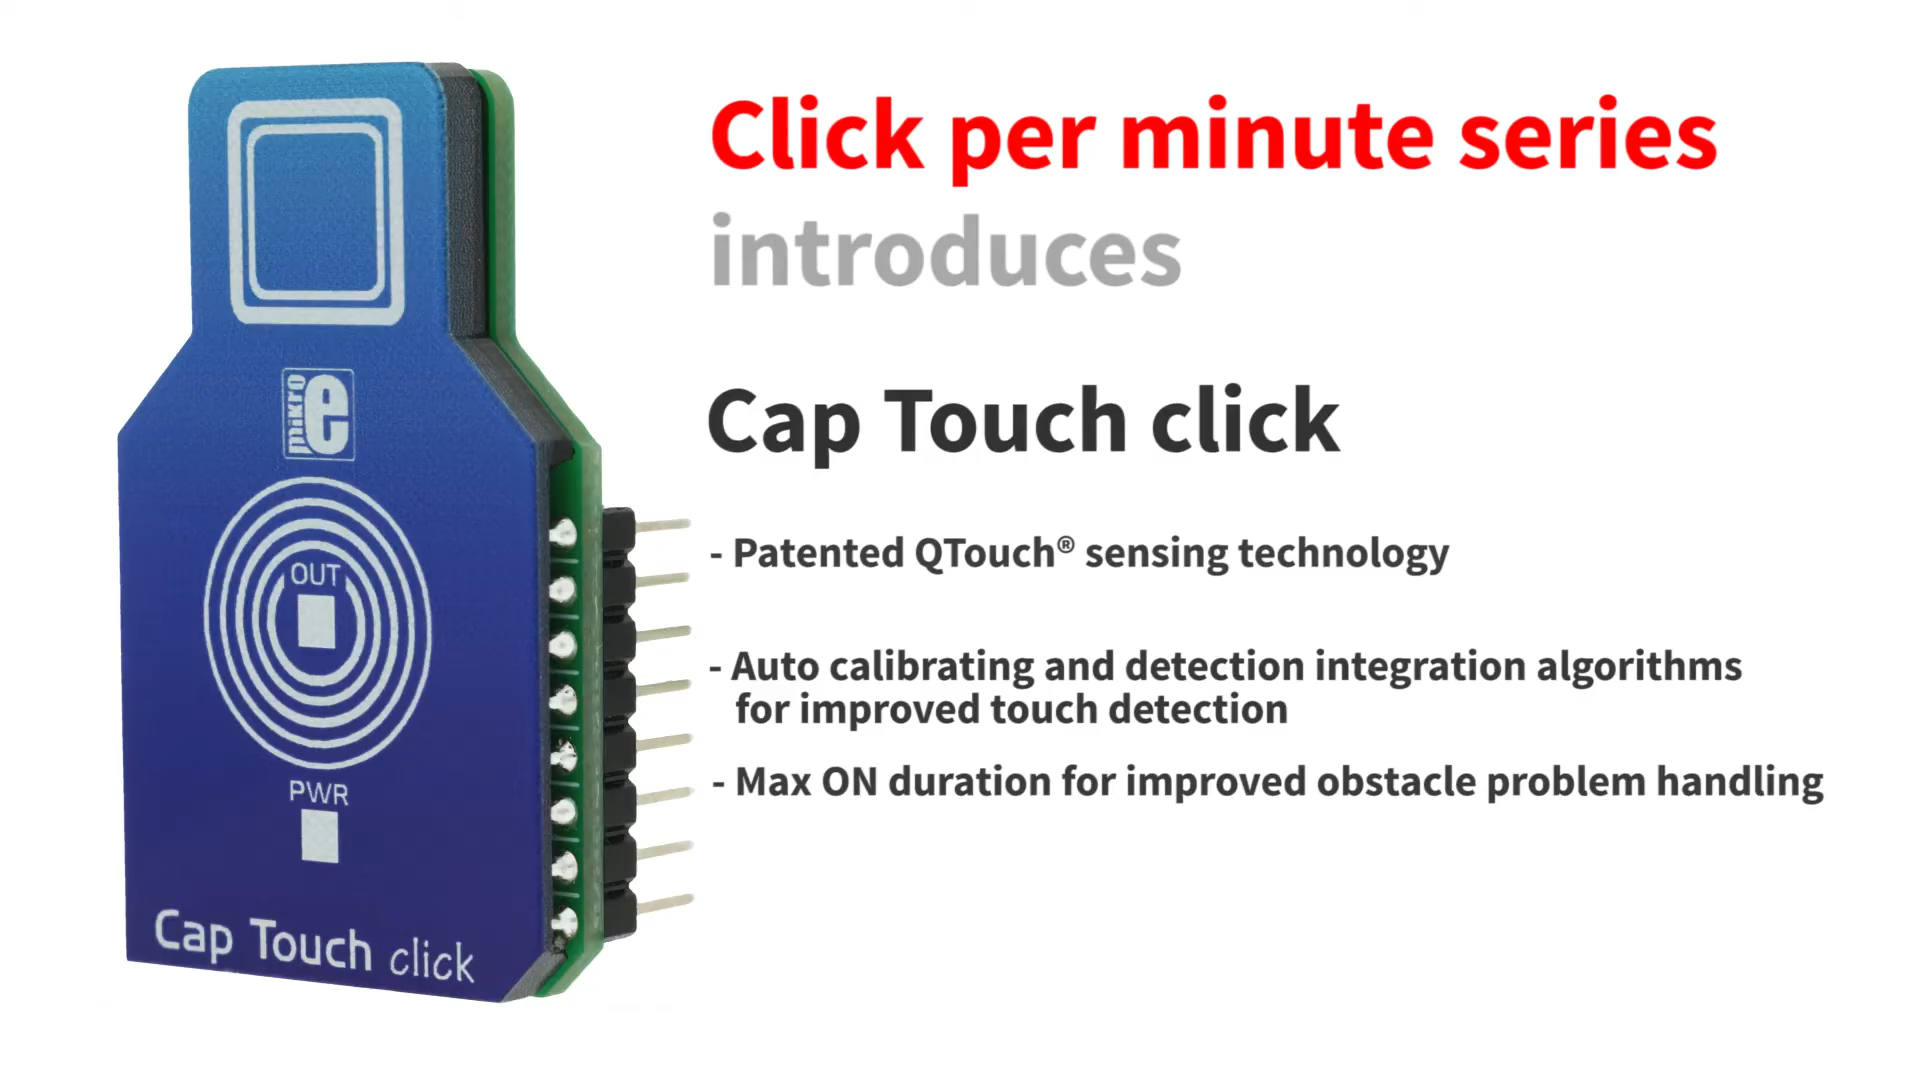 Click per minute series
introduces
Cap Touch click
- Patented QTouch® sensing technology
- Auto calibrating and detection integration algorithms
for improved touch detection
- Max ON duration for improved obstacle problem handling
mikro
e
OUT
PWR
Cap Touch click